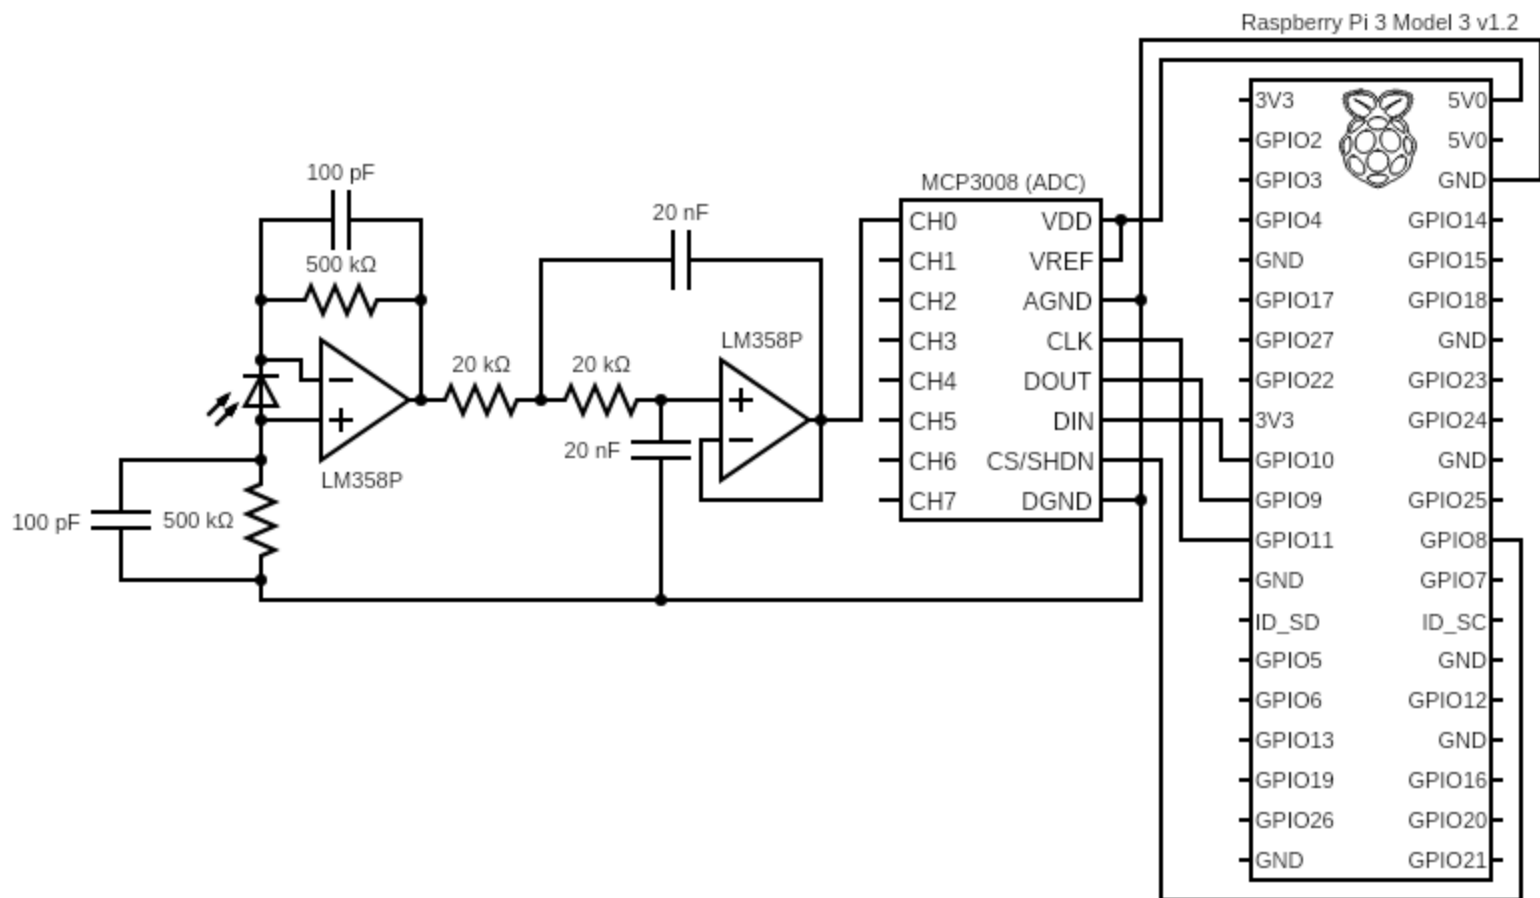 Raspberry Pi 3 Model 3 v1.2
100 pF
500 kΩ
LM358P
100 pF
500 kΩ
20 kΩ
20 nF
20 kΩ
20 nF
LM358P
MCP3008 (ADC)
CH0 VDD
CH1 VREF
CH2 AGND
CH3 CLK
CH4 DOUT
CH5 DIN
CH6 CS/SHDN
CH7 DGND
3V3 5V0
GPIO2 5V0
GPIO3 GND
GPIO4 GPIO14
GND GPIO15
GPIO17 GPIO18
GPIO27 GND
GPIO22 GPIO23
3V3 GPIO24
GPIO10 GND
GPIO9 GPIO25
GPIO11 GPIO8
GND GPIO7
ID_SD ID_SC
GPIO5 GND
GPIO6 GPIO12
GPIO13 GND
GPIO19 GPIO16
GPIO26 GPIO20
GND GPIO21